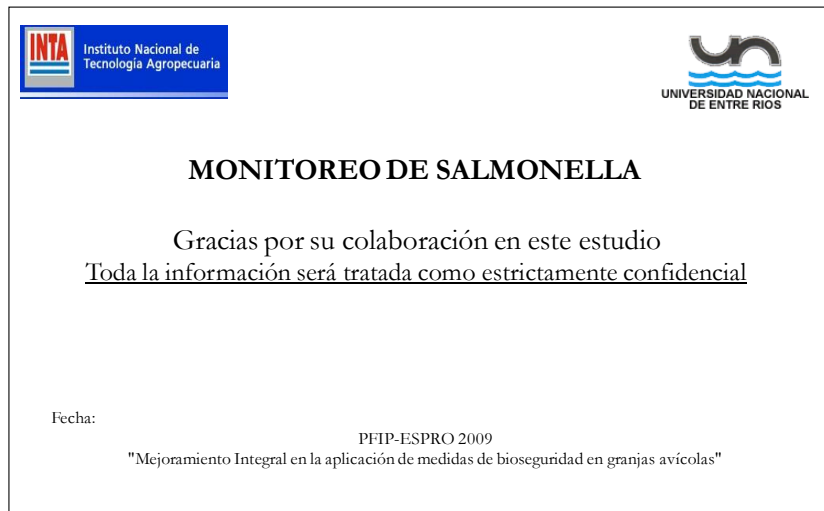 INTA
Instituto Nacional de
Tecnología Agropecuaria
un
UNIVERSIDAD NACIONAL
DE ENTRE RIOS
MONITOREO DE SALMONELLA
Gracias por su colaboración en este estudio
Toda la información será tratada como estrictamente confidencial
Fecha:
PFIP-ESPRO 2009
"Mejoramiento Integral en la aplicación de medidas de bioseguridad en granjas avícolas"